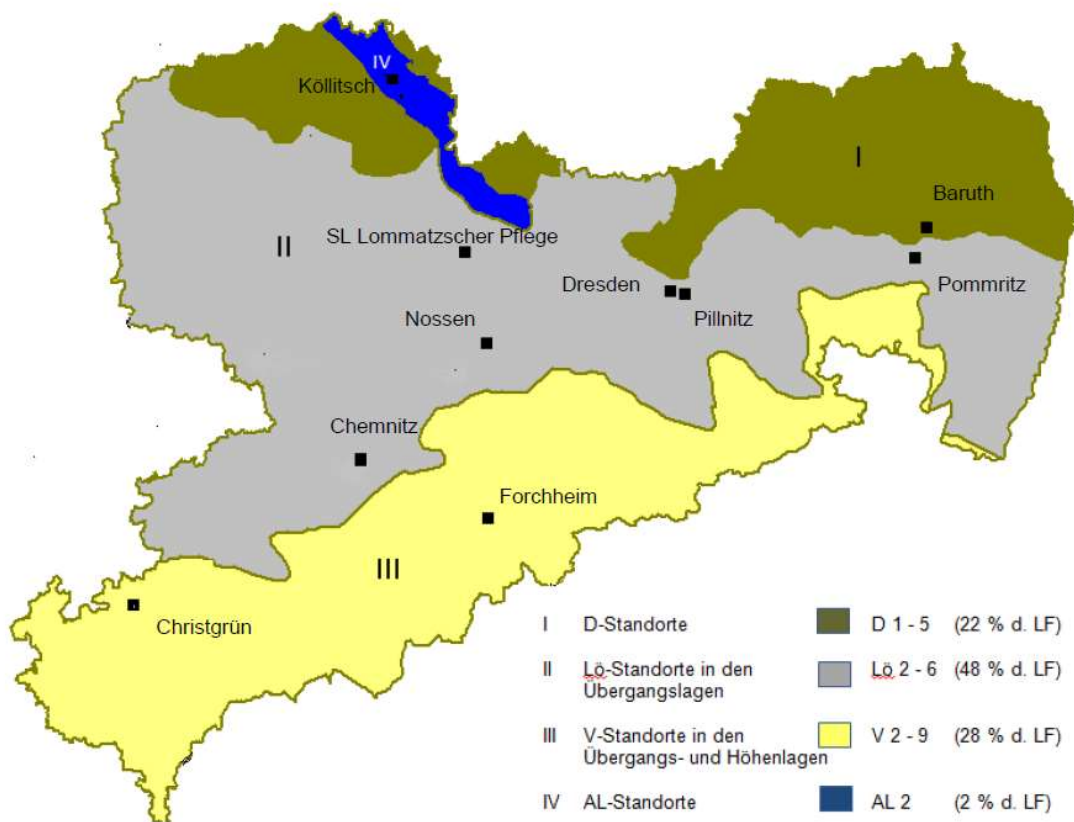 IV
Köllitsch
I
Baruth
II
SL Lommatzscher Pflege
Dresden
Pommritz
Pillnitz
Nossen
Chemnitz
Forchheim
III
Christgrün
I D-Standorte D 1 - 5 (22 % d. LF)
II Lö-Standorte in den Lö 2 - 6 (48 % d. LF)
Übergangslagen
III V-Standorte in den V 2 - 9 (28 % d. LF)
Übergangs- und Höhenlagen
IV AL-Standorte AL 2 (2 % d. LF)